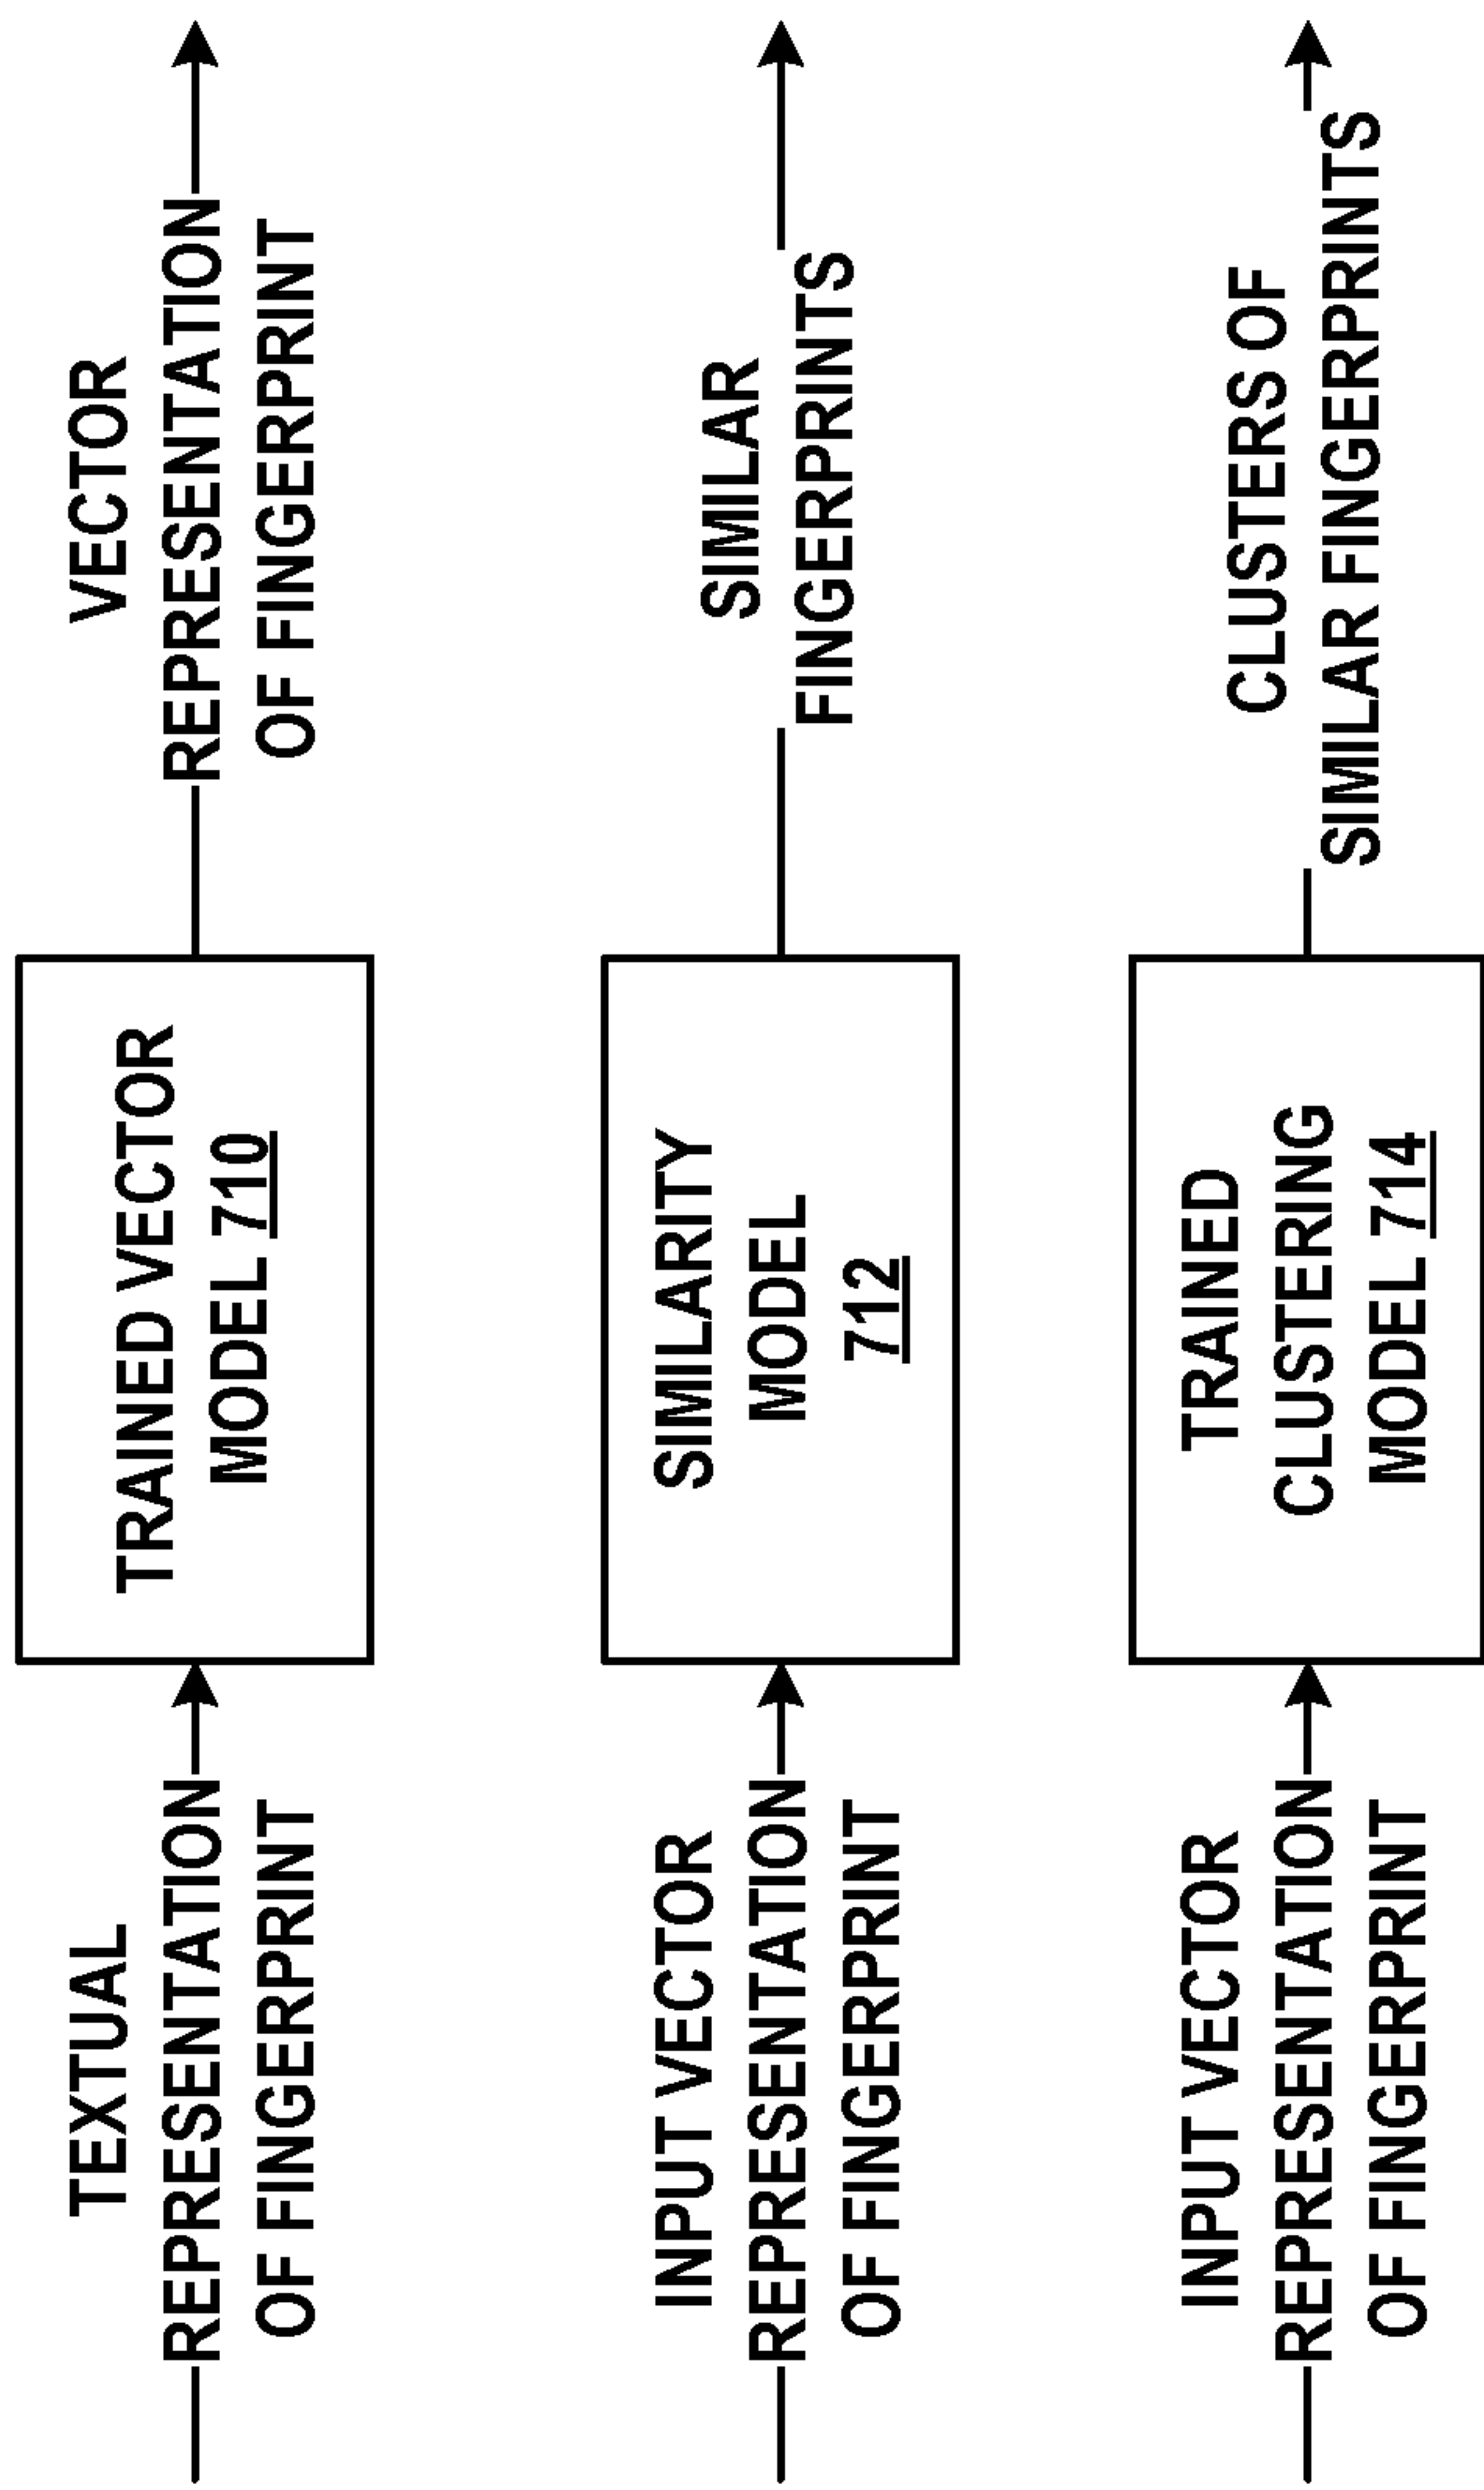 TEXTUAL
REPRESENTATION
OF FINGERPRINT
TRAINED VECTOR
MODEL 710
VECTOR
REPRESENTATION
OF FINGERPRINT
INPUT VECTOR
REPRESENTATION
OF FINGERPRINT
SIMILARITY
MODEL
712
SIMILAR
FINGERPRINTS
INPUT VECTOR
REPRESENTATION
OF FINGERPRINT
TRAINED
CLUSTERING
MODEL 714
CLUSTERS OF
SIMILAR FINGERPRINTS